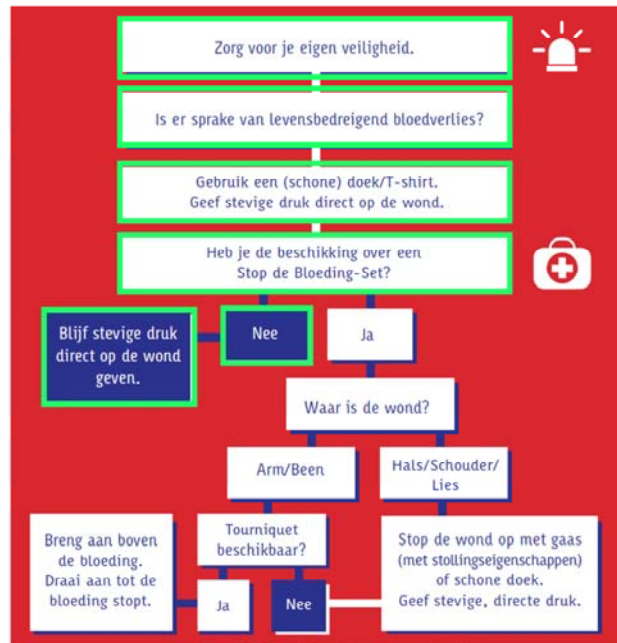 Zorg voor je eigen veiligheid.
Is er sprake van levensbedreigend bloedverlies?
Gebruik een (schone) doek/T-shirt.
Geef stevige druk direct op de wond.
Heb je de beschikking over een
Stop de Bloeding-Set?
Blijf stevige druk
direct op de wond
geven.
Nee
Ja
Waar is de wond?
Arm/Been
Hals/Schouder/
Lies
Breng aan boven
de bloeding.
Draai aan tot de
bloeding stopt.
Tourniquet
beschikbaar?
Ja
Nee
Stop de wond op met gaas
(met stollingseigenschappen)
of schone doek.
Geef stevige, directe druk.